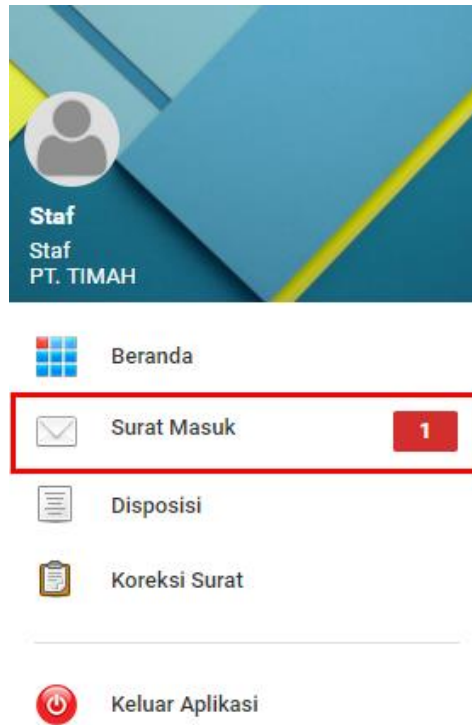 Staf
Staf
PT. TIMAH
Beranda
Surat Masuk 1
Disposisi
Koreksi Surat
Keluar Aplikasi